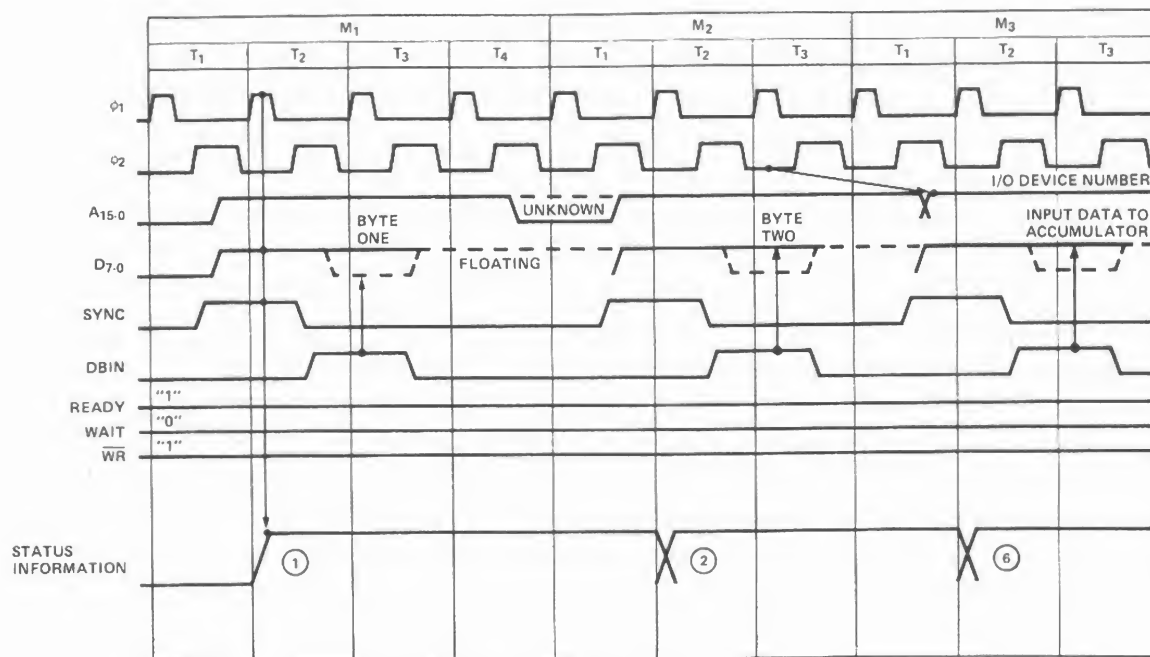 M1 M2 M3
T1 T2 T3 T4 T1 T2 T3 T1 T2 T3
φ1
φ2
I/O DEVICE NUMBER
A15-0
UNKNOWN
BYTE
ONE
BYTE
TWO
INPUT DATA TO
ACCUMULATOR
D7-0
FLOATING
SYNC
DBIN
"1"
READY
"0"
WAIT
"1"
W̅R̅
STATUS
INFORMATION
1 2 6